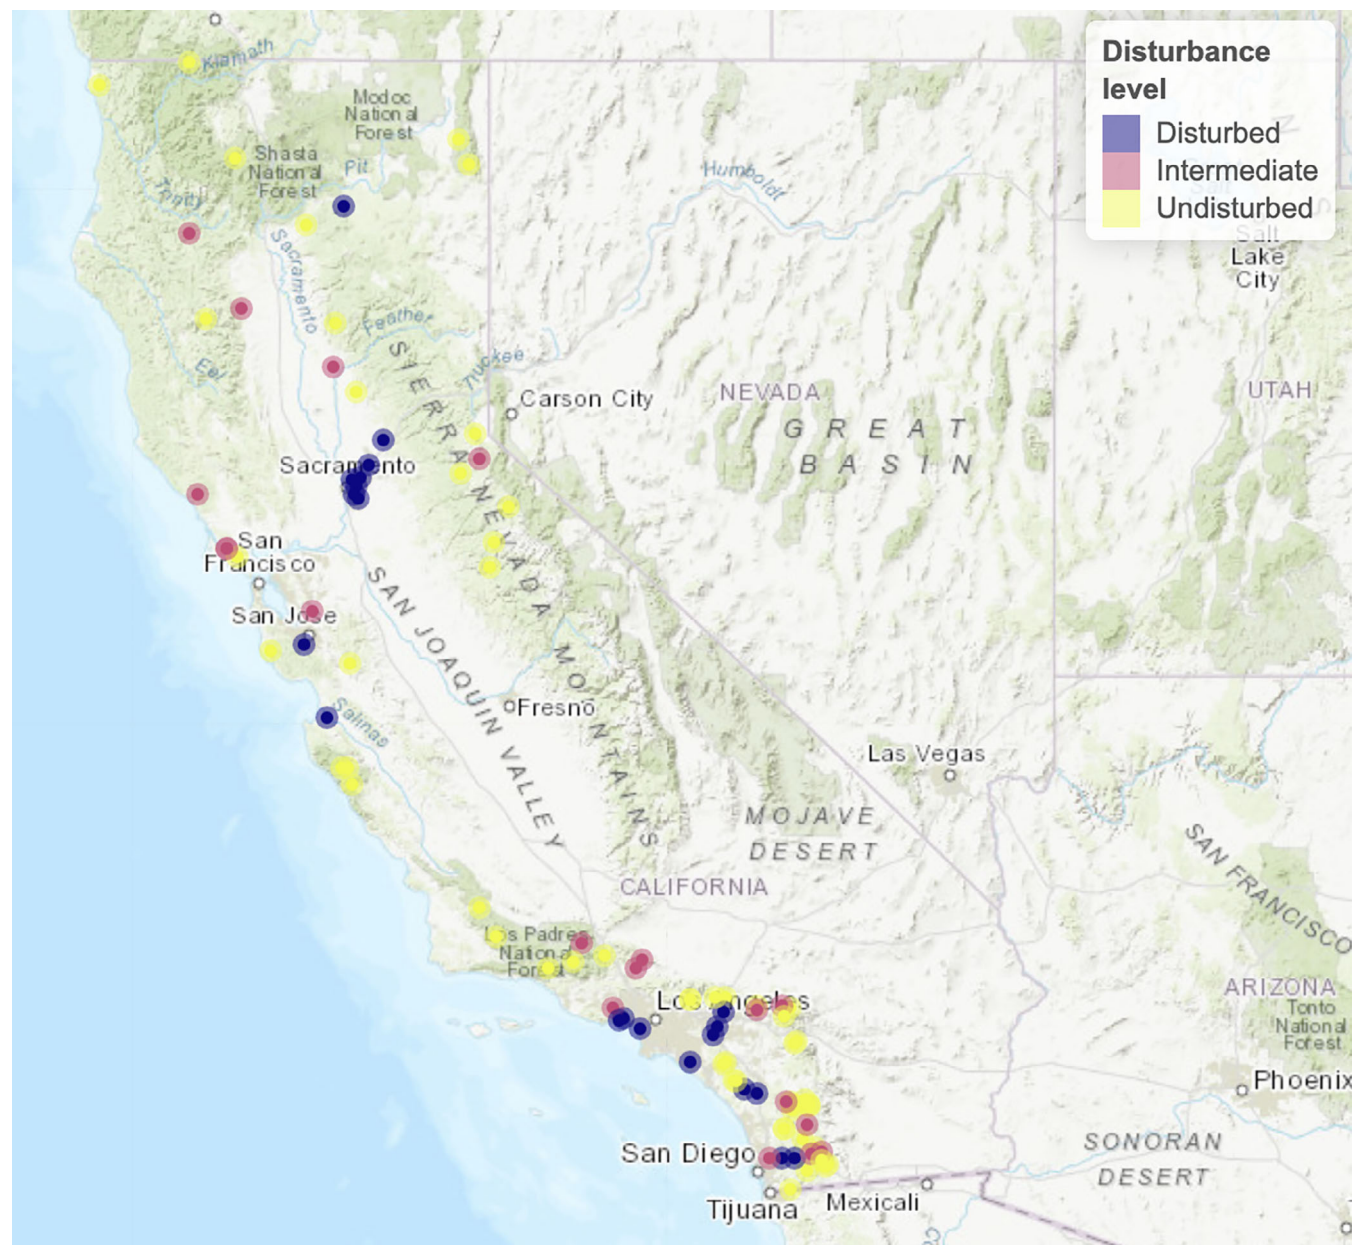 Disturbance
level
Disturbed
Intermediate
Undisturbed
Klamath
Modoc
National
Forest
Shasta
National
Forest
Pit
Trinity
Humboldt
Salt
Lake
City
Sacramento
Feather
Eel
Truckee
Carson City
NEVADA
UTAH
GREAT
BASIN
Sacramento
SIERRA NEVADA MOUNTAINS
San
Francisco
San Jose
SAN JOAQUIN VALLEY
Fresno
Salinas
Las Vegas
MOJAVE
DESERT
SAN FRANCISCO
CALIFORNIA
Los Padres
National
Forest
ARIZONA
Tonto
National
Forest
Los Angeles
Phoenix
San Diego
SONORAN
DESERT
Tijuana
Mexicali